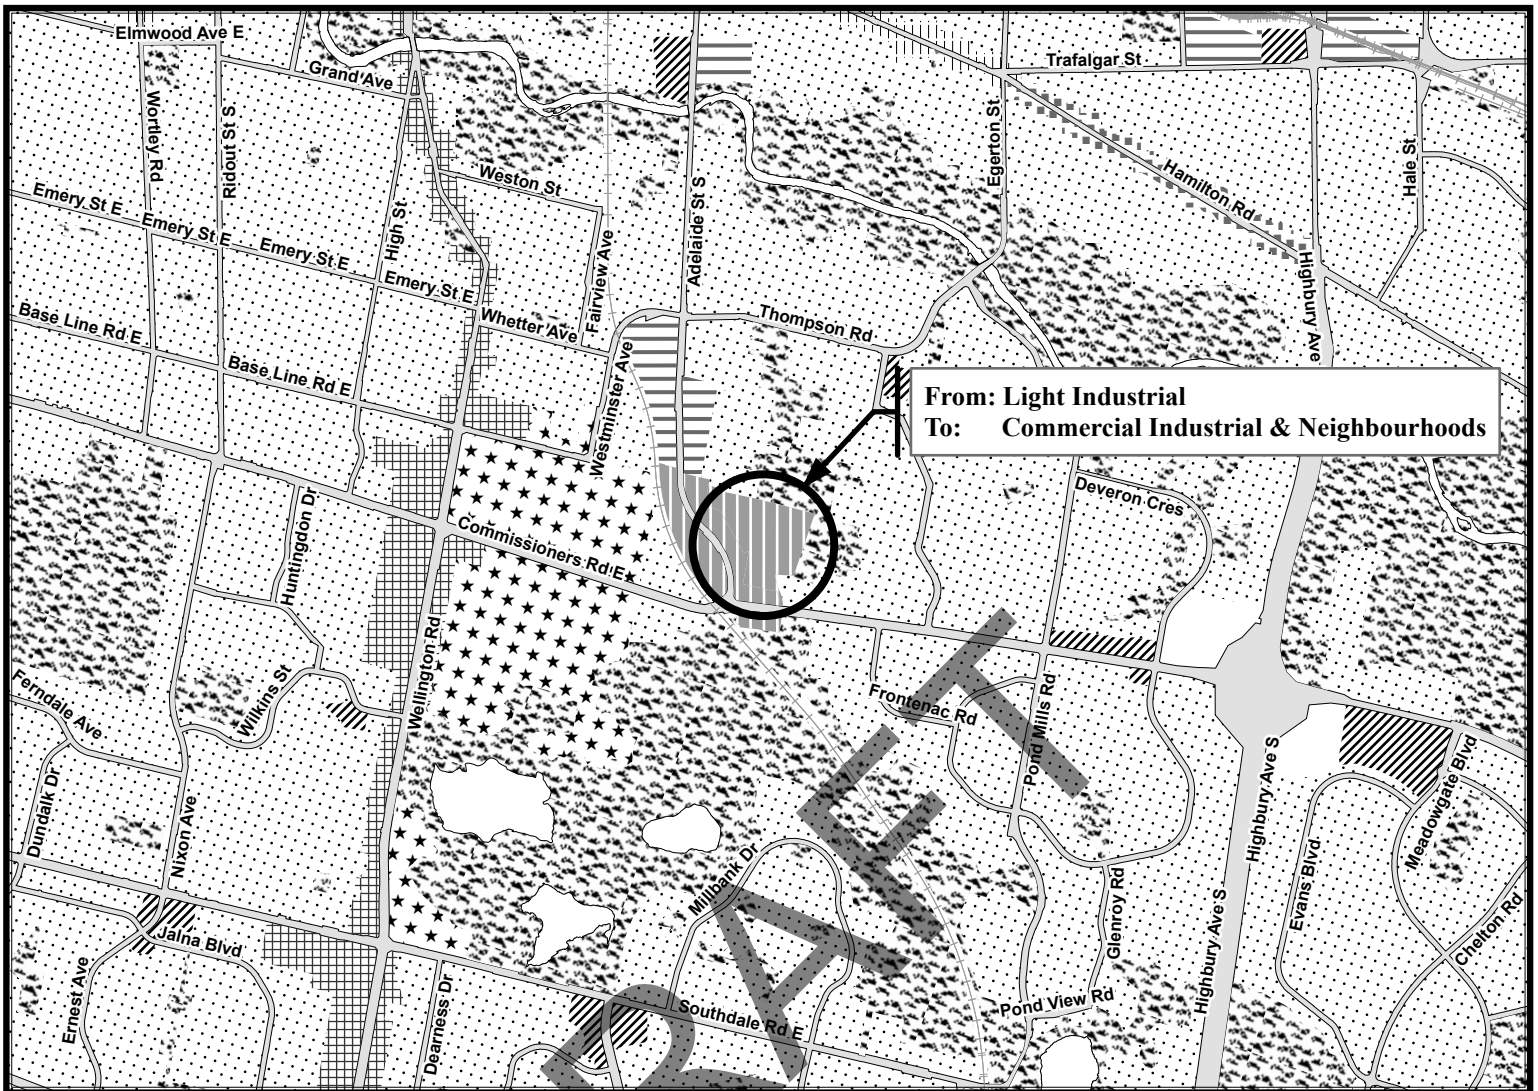 Elmwood Ave E
Grand Ave
Trafalgar St
Wortley Rd
Ridout St S
Egerton St
Hale St
Hamilton Rd
Weston St
Emery St E
Emery St E
Emery St E
Emery St E
High St
Fairview Ave
Adelaide St S
Highbury Ave
Base Line Rd E
Base Line Rd E
Whetter Ave
Thompson Rd
Westminster Ave
From: Light Industrial
To: Commercial Industrial & Neighbourhoods
Deveron Cres
Huntingdon Dr
Commissioners Rd E
Wellington Rd
Wilkins St
Ferndale Ave
Frontenac Rd
Pond Mills Rd
Dundalk Dr
Nixon Ave
Highbury Ave S
Meadowgate Blvd
Millbank Dr
Evans Blvd
Glenroy Rd
Chelton Rd
Jalna Blvd
Ernest Ave
Dearness Dr
Southdale Rd E
Pond View Rd
Highbury Ave S
RAFT